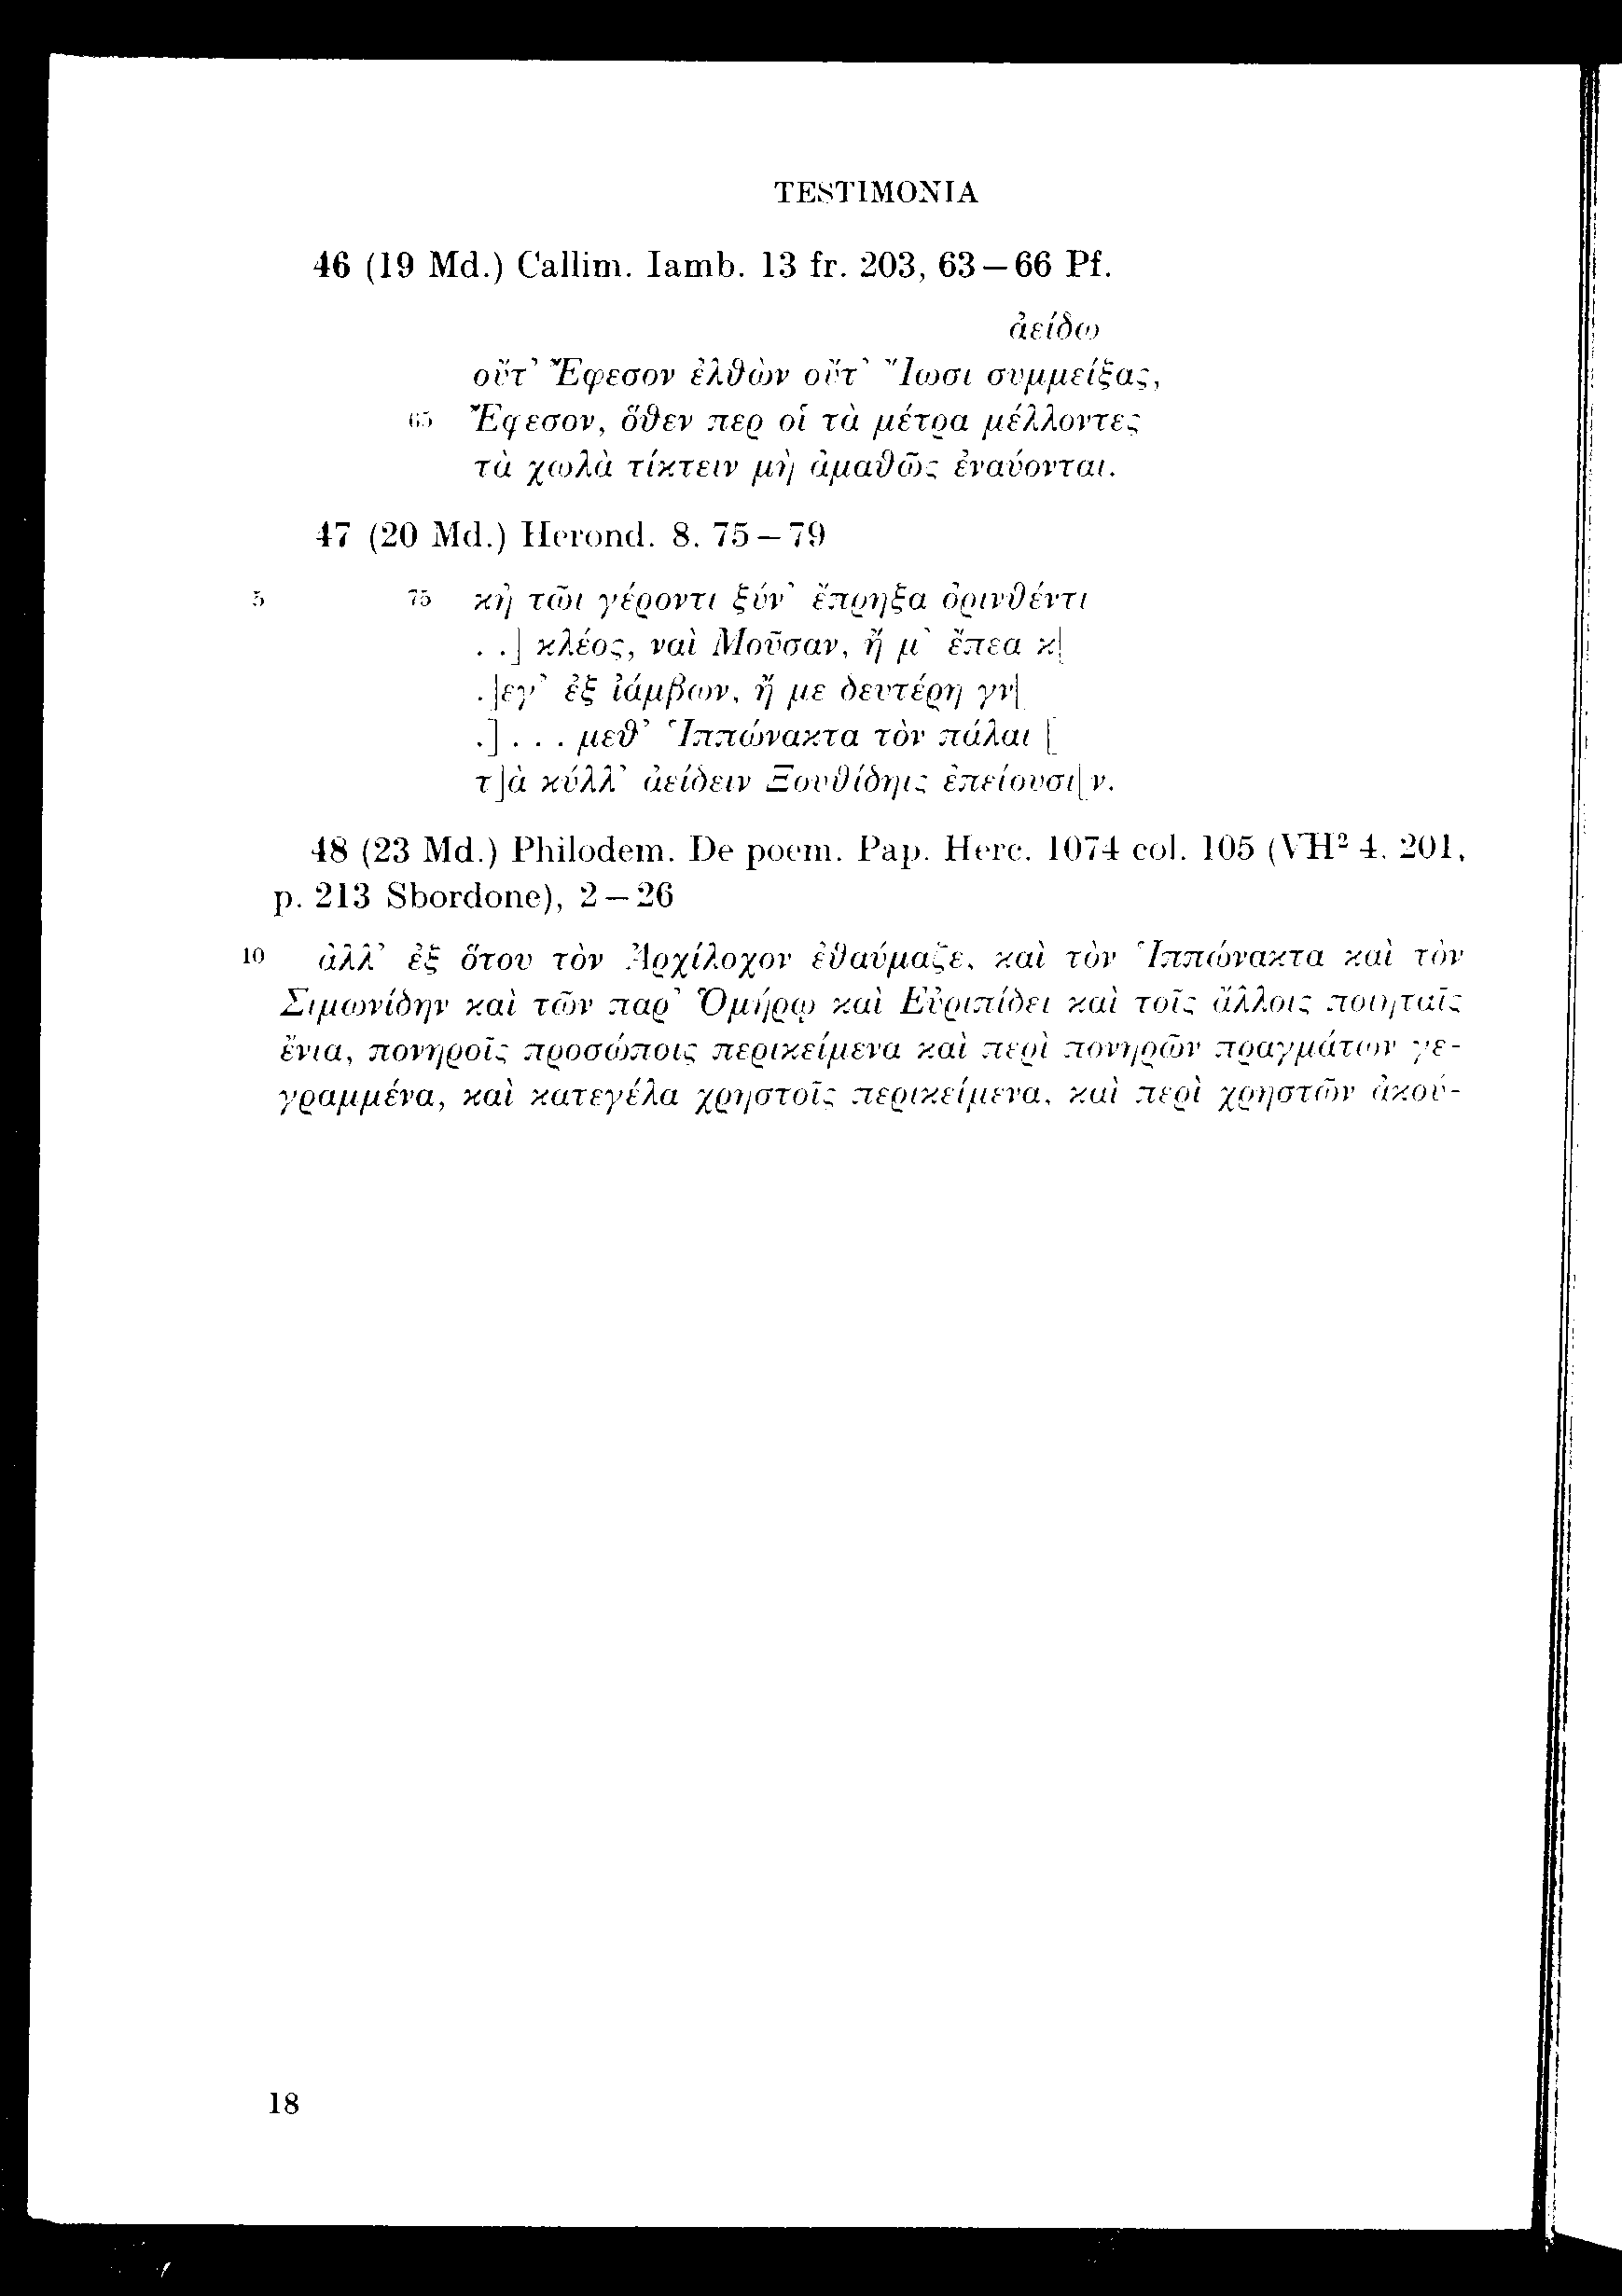 TESTIMONIA
46 (19 Md.) Callim. Iamb. 13 fr. 203, 63–66 Pf.
ἀείδω
οὔτ’ Ἔφεσον ἐλθὼν οὔτ’ Ἴωσι συμμείξας,
65 Ἔφεσον, ὅθεν περ οἱ τὰ μέτρα μέλλοντες
τὰ χωλὰ τίκτειν μὴ ἀμαθῶς ἐναύονται.
47 (20 Md.) Herond. 8. 75–79
5 75 κὴ τῶι γέροντι ξύν’ ἔπρηξα ὀρινθέντι
. .] κλέος, ναὶ Μοῦσαν, ἤ μ’ ἔπεα κ[
.]εγ’ ἐξ ἰάμβων, ἤ με δευτέρη γν[
.] . . . μεθ’ Ἱππώνακτα τὸν πάλαι [
τ]ὰ κύλλ’ ἀείδειν Ξουθίδηις ἐπείουσι[ν.
48 (23 Md.) Philodem. De poem. Pap. Herc. 1074 col. 105 (VH² 4. 201,
p. 213 Sbordone), 2–26
10 ἀλλ’ ἐξ ὅτου τὸν Ἀρχίλοχον ἐθαύμαζε, καὶ τὸν Ἱππώνακτα καὶ τὸν
Σιμωνίδην καὶ τῶν παρ’ Ὁμήρῳ καὶ Εὐριπίδει καὶ τοῖς ἄλλοις ποιηταῖς
ἔνια, πονηροῖς προσώποις περικείμενα καὶ περὶ πονηρῶν πραγμάτων γε-
γραμμένα, καὶ κατεγέλα χρηστοῖς περικείμενα, καὶ περὶ χρηστῶν ἀκού-
18